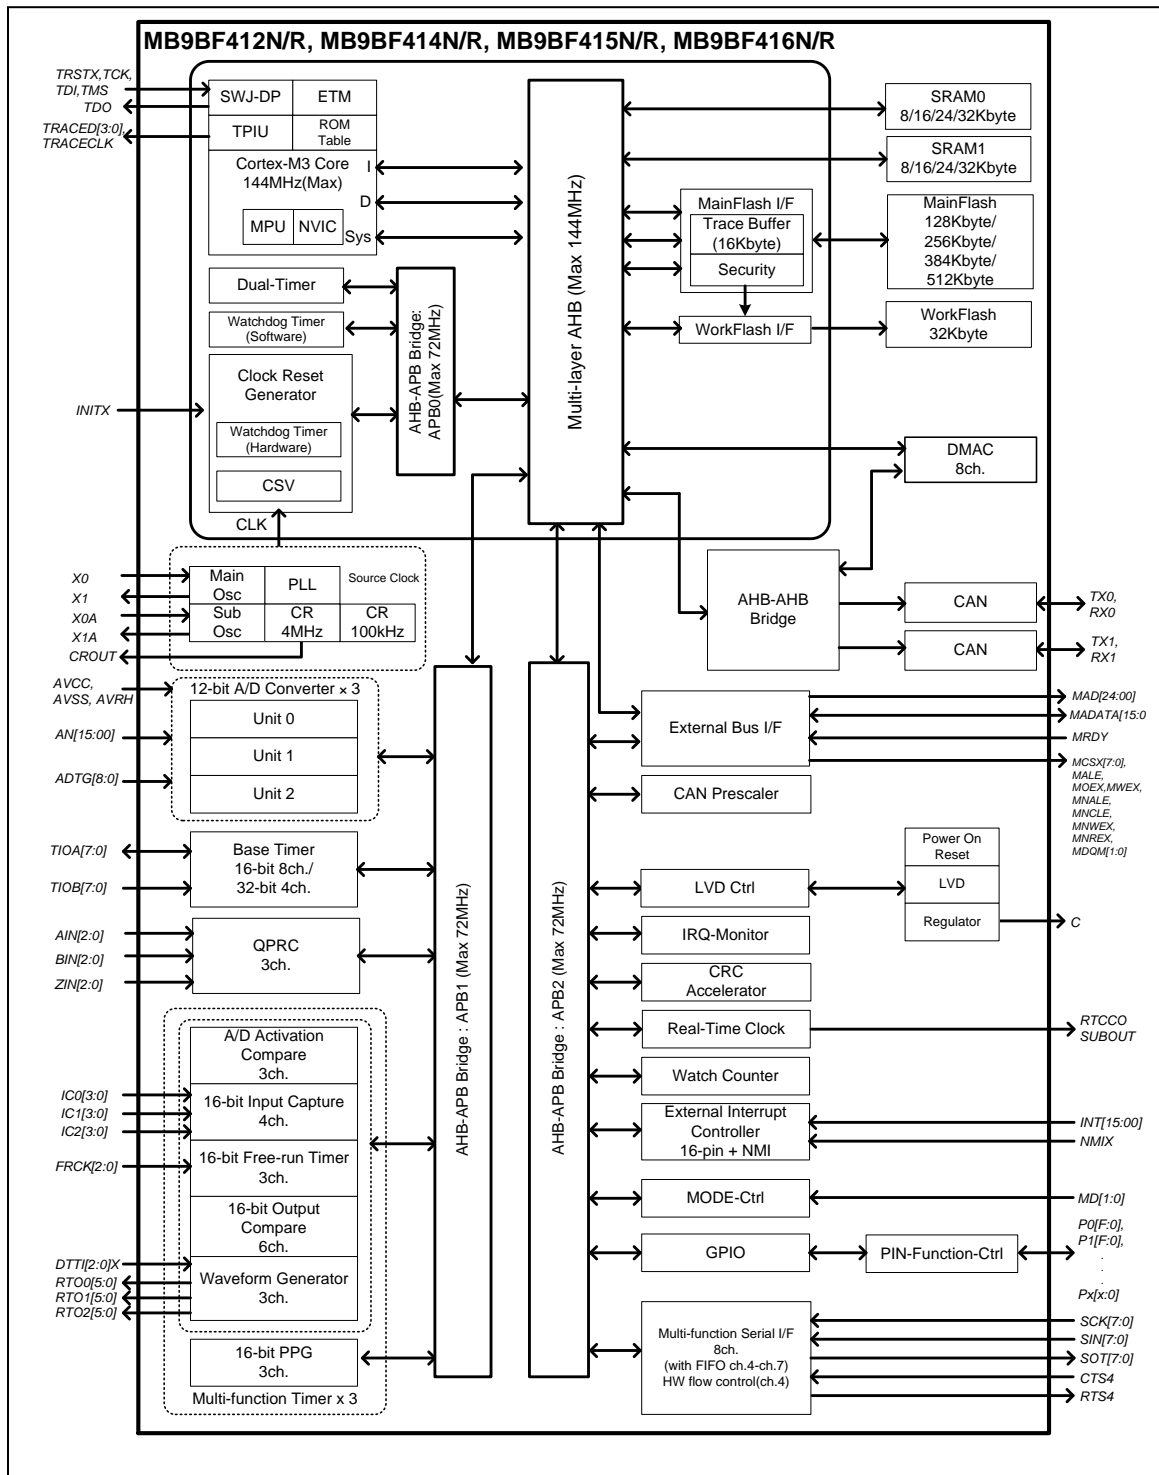 MB9BF412N/R, MB9BF414N/R, MB9BF415N/R, MB9BF416N/R
TRSTX,TCK,
TDI,TMS
TDO
TRACED[3:0],
TRACECLK
SWJ-DP
ETM
TPIU
ROM
Table
Cortex-M3 Core
144MHz(Max)
I
D
Sys
MPU
NVIC
Dual-Timer
Watchdog Timer
(Software)
Clock Reset
Generator
Watchdog Timer
(Hardware)
CSV
CLK
INITX
AHB-APB Bridge:
APB0(Max 72MHz)
Multi-layer AHB (Max 144MHz)
MainFlash I/F
Trace Buffer
(16Kbyte)
Security
WorkFlash I/F
SRAM0
8/16/24/32Kbyte
SRAM1
8/16/24/32Kbyte
MainFlash
128Kbyte/
256Kbyte/
384Kbyte/
512Kbyte
WorkFlash
32Kbyte
DMAC
8ch.
AHB-AHB
Bridge
CAN
TX0,
RX0
CAN
TX1,
RX1
X0
X1
X0A
X1A
CROUT
Main
Osc
PLL
Source Clock
Sub
Osc
CR
4MHz
CR
100kHz
AVCC,
AVSS, AVRH
AN[15:00]
ADTG[8:0]
12-bit A/D Converter × 3
Unit 0
Unit 1
Unit 2
TIOA[7:0]
TIOB[7:0]
Base Timer
16-bit 8ch./
32-bit 4ch.
AIN[2:0]
BIN[2:0]
ZIN[2:0]
QPRC
3ch.
A/D Activation
Compare
3ch.
IC0[3:0]
IC1[3:0]
IC2[3:0]
16-bit Input Capture
4ch.
FRCK[2:0]
16-bit Free-run Timer
3ch.
16-bit Output
Compare
6ch.
DTTI[2:0]X
RTO0[5:0]
RTO1[5:0]
RTO2[5:0]
Waveform Generator
3ch.
16-bit PPG
3ch.
Multi-function Timer x 3
AHB-APB Bridge : APB1 (Max 72MHz)
AHB-APB Bridge : APB2 (Max 72MHz)
External Bus I/F
MAD[24:00]
MADATA[15:0
MRDY
MCSX[7:0],
MALE,
MOEX,MWEX,
MNALE,
MNCLE,
MNWEX,
MNREX,
MDQM[1:0]
CAN Prescaler
LVD Ctrl
Power On
Reset
LVD
Regulator
C
IRQ-Monitor
CRC
Accelerator
Real-Time Clock
RTCCO
SUBOUT
Watch Counter
External Interrupt
Controller
16-pin + NMI
INT[15:00]
NMIX
MODE-Ctrl
MD[1:0]
GPIO
PIN-Function-Ctrl
P0[F:0],
P1[F:0],
.
.
.
Px[x:0]
Multi-function Serial I/F
8ch.
(with FIFO ch.4-ch.7)
HW flow control(ch.4)
SCK[7:0]
SIN[7:0]
SOT[7:0]
CTS4
RTS4